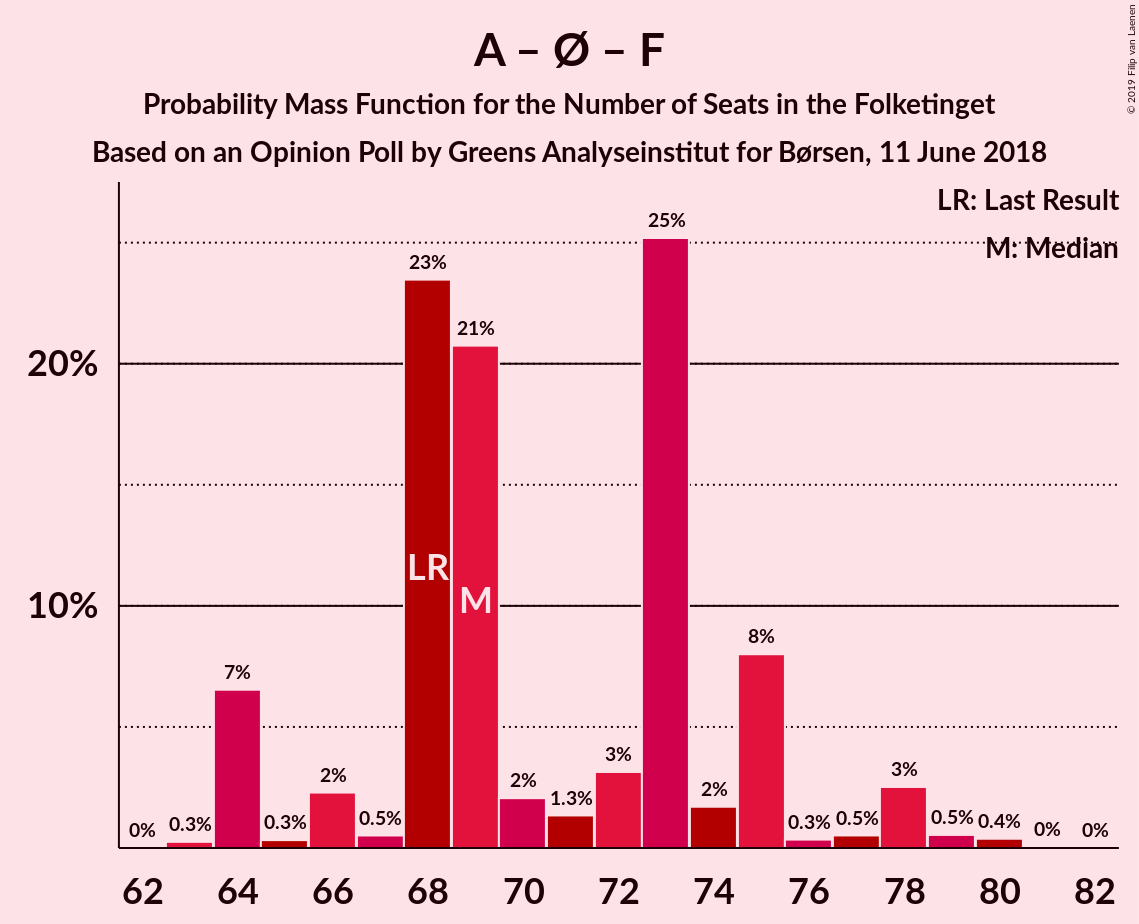 A – Ø – F
Probability Mass Function for the Number of Seats in the Folketinget
Based on an Opinion Poll by Greens Analyseinstitut for Børsen, 11 June 2018
© 2019 Filip van Laenen
LR: Last Result
M: Median
20%
10%
0%
0.3%
7%
0.3%
2%
0.5%
23%
21%
2%
1.3%
3%
25%
2%
8%
0.3%
0.5%
3%
0.5%
0.4%
0%
0%
LR
M
62 64 66 68 70 72 74 76 78 80 82